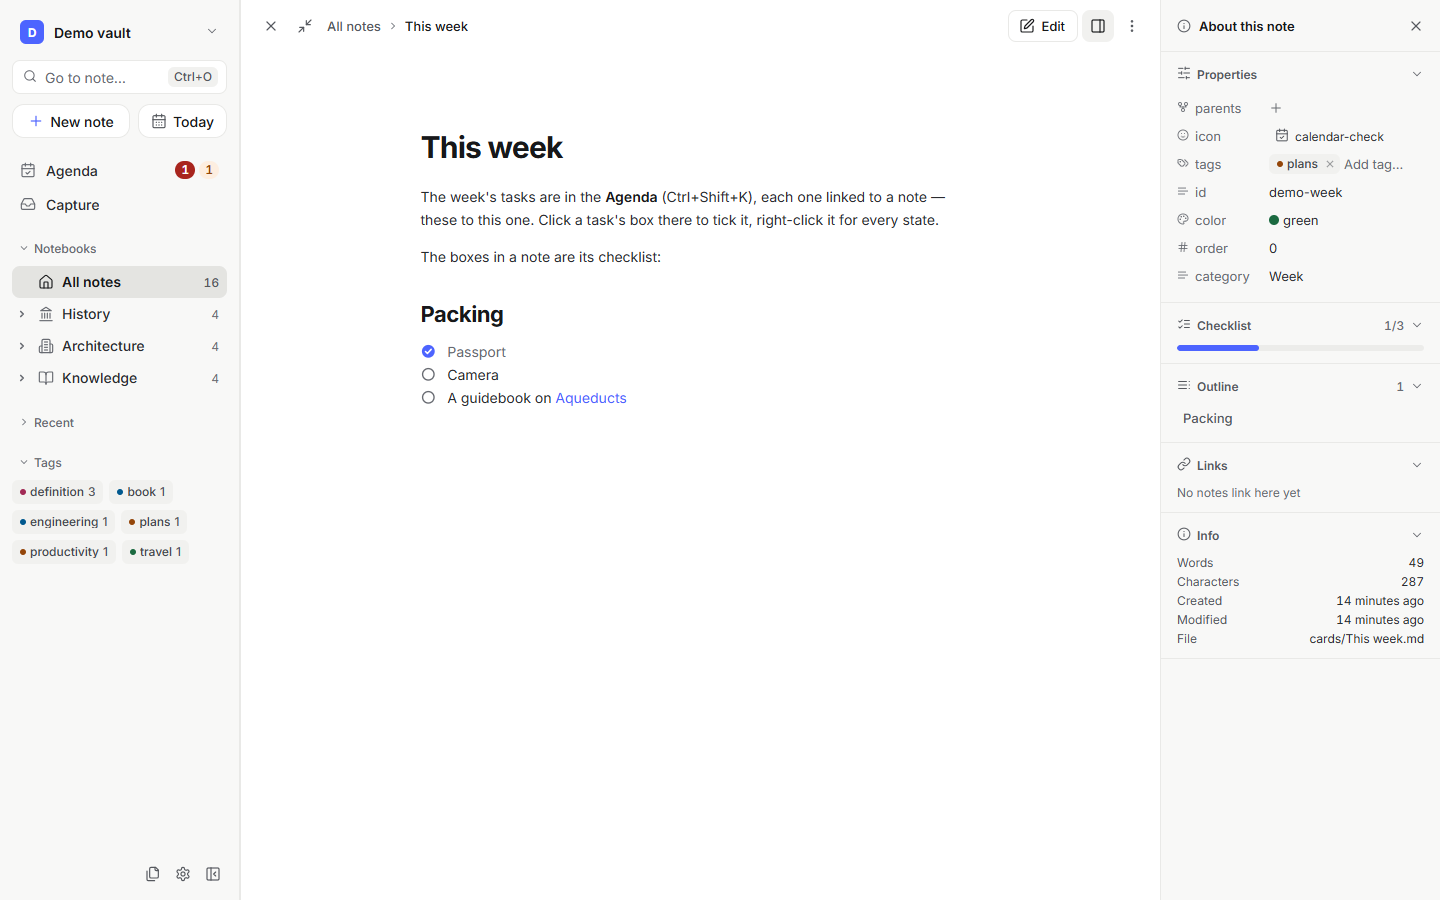 D Demo vault
Go to note... Ctrl+O
New note Today
Agenda 1 1
Capture
Notebooks
All notes 16
History 4
Architecture 4
Knowledge 4
Recent
Tags
definition 3 book 1
engineering 1 plans 1
productivity 1 travel 1
All notes > This week
Edit
This week
The week's tasks are in the Agenda (Ctrl+Shift+K), each one linked to a note —
these to this one. Click a task's box there to tick it, right-click it for every state.
The boxes in a note are its checklist:
Packing
Passport
Camera
A guidebook on Aqueducts
About this note
Properties
parents
icon calendar-check
tags plans × Add tag...
id demo-week
color green
order 0
category Week
Checklist 1/3
Outline 1
Packing
Links
No notes link here yet
Info
Words 49
Characters 287
Created 14 minutes ago
Modified 14 minutes ago
File cards/This week.md